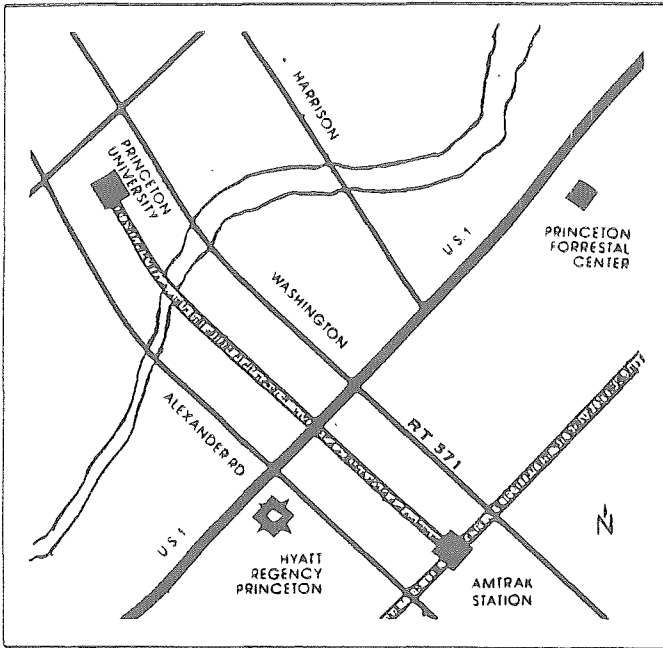 HARRISON
PRINCETON
UNIVERSITY
U.S.1
PRINCETON
FORRESTAL
CENTER
WASHINGTON
ALEXANDER RD
RT 571
N
U.S.1
HYATT
REGENCY
PRINCETON
AMTRAK
STATION